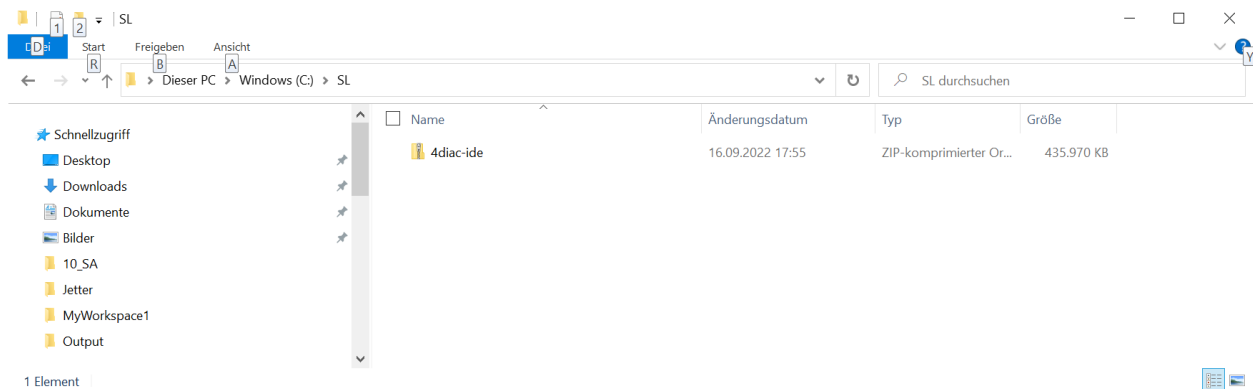 1 2 SL
D
Start Freigeben Ansicht
R B A Y
Dieser PC Windows (C:) SL
SL durchsuchen
Name Änderungsdatum Typ Größe
Schnellzugriff
4diac-ide 16.09.2022 17:55 ZIP-komprimierter Or... 435.970 KB
Desktop
Downloads
Dokumente
Bilder
10_SA
Jetter
MyWorkspace1
Output
1 Element